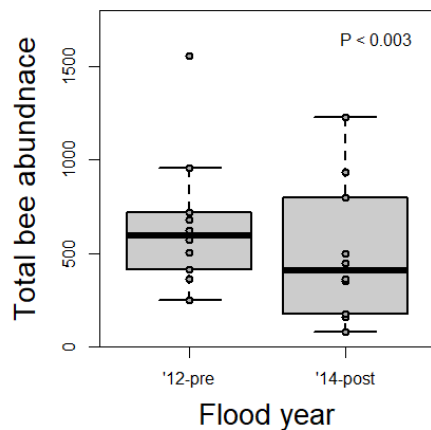 P < 0.003
Total bee abundnace
1500
1000
500
0
'12-pre
'14-post
Flood year